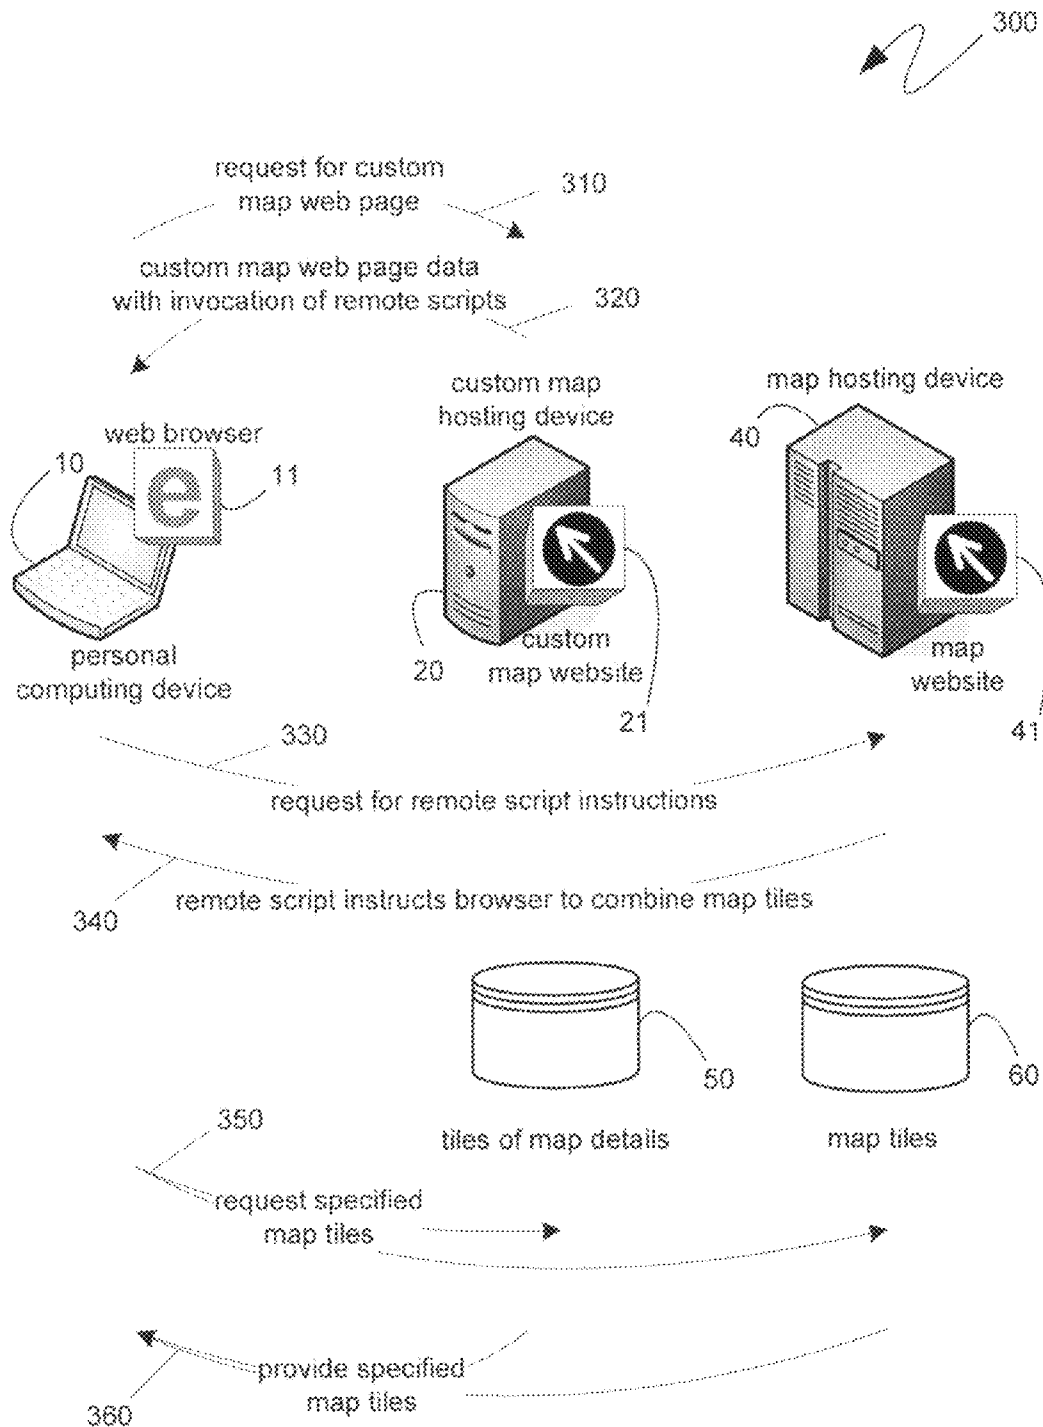 300
request for custom
map web page
310
custom map web page data
with invocation of remote scripts
320
custom map
hosting device
map hosting device
40
web browser
10
11
e
20
custom
map website
21
personal
computing device
map
website
41
330
request for remote script instructions
340
remote script instructs browser to combine map tiles
50
60
tiles of map details
map tiles
350
request specified
map tiles
provide specified
map tiles
360